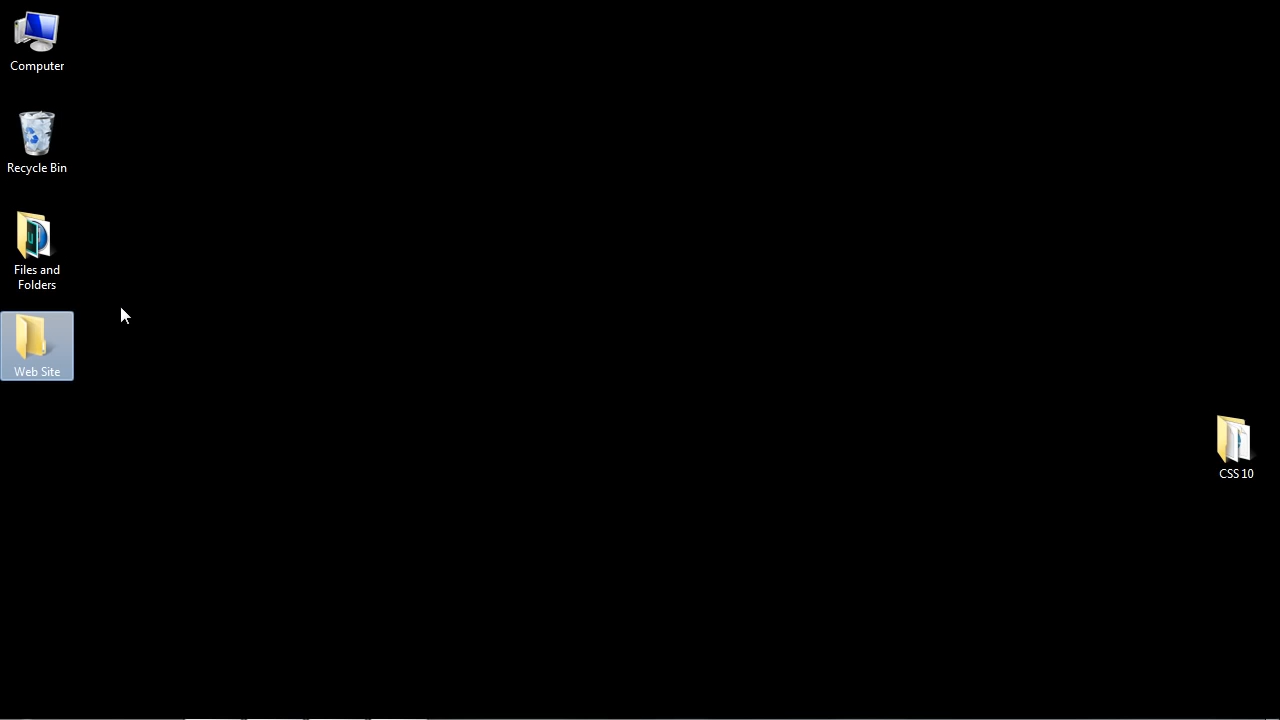 Computer
Recycle Bin
Files and
Folders
Web Site
CSS 10